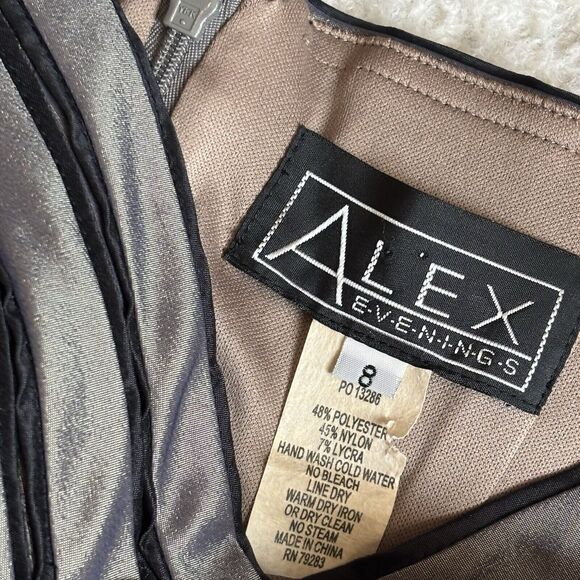 ALEX
E·V·E·N·I·N·G·S
8
PO 13286
48% POLYESTER
45% NYLON
7% LYCRA
HAND WASH COLD WATER
NO BLEACH
LINE DRY
WARM DRY IRON
OR DRY CLEAN
NO STEAM
MADE IN CHINA
RN 79283